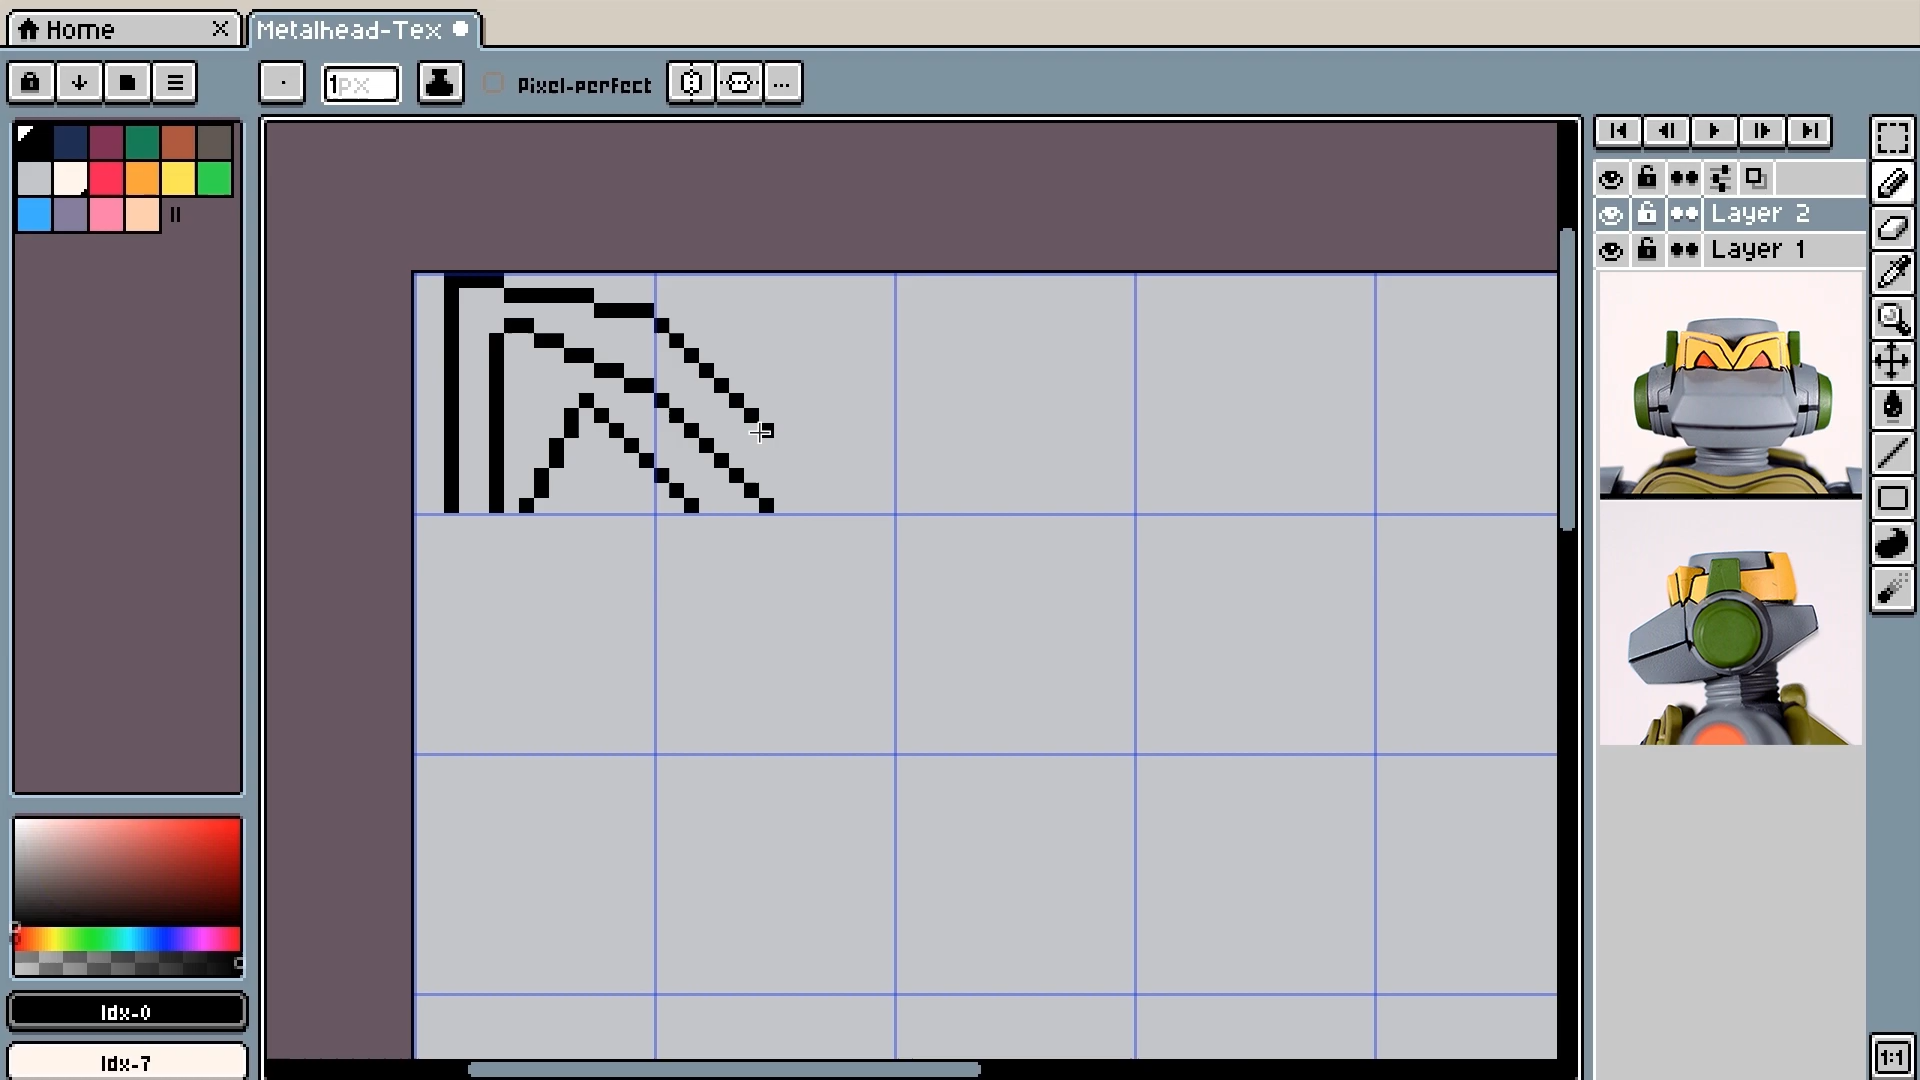 Home
Metalhead-Tex
1px
Pixel-perfect
...
Layer 2
Layer 1
Idx-0
Idx-7
1:1